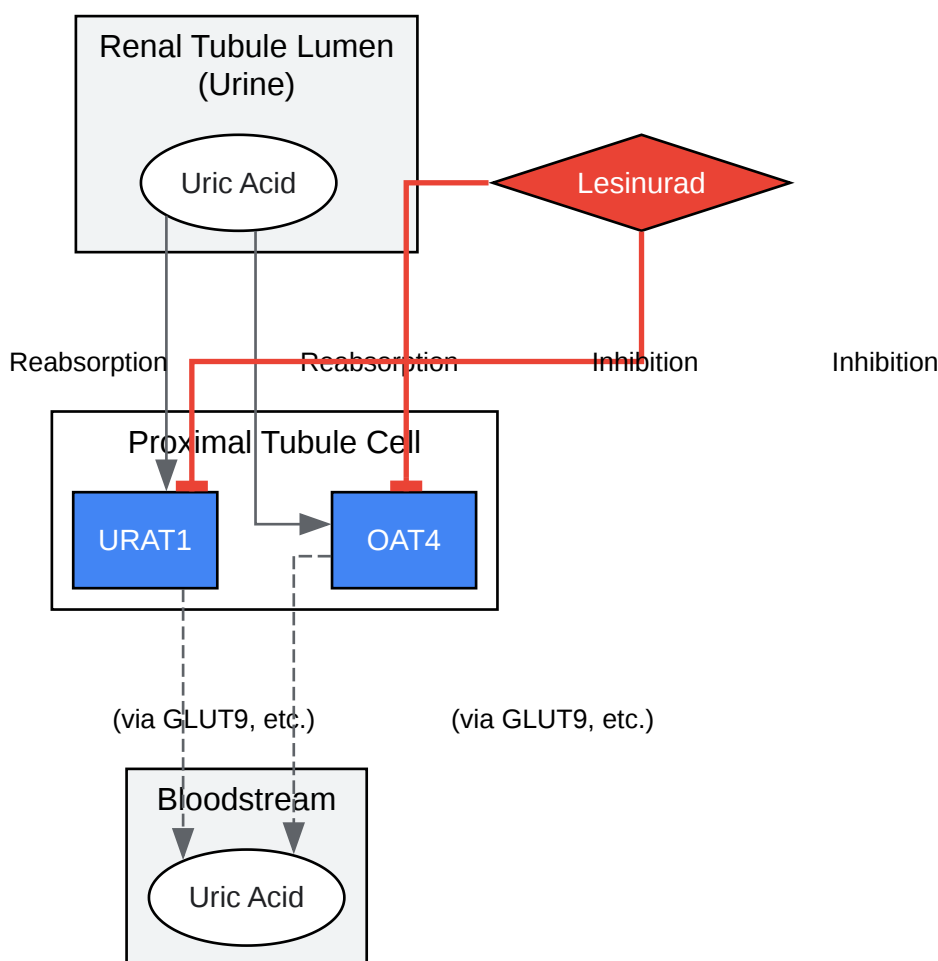 Renal Tubule Lumen
(Urine)
Uric Acid
Lesinurad
Reabsorption
Reabsorption
Inhibition
Inhibition
Proximal Tubule Cell
URAT1
OAT4
(via GLUT9, etc.)
(via GLUT9, etc.)
Bloodstream
Uric Acid